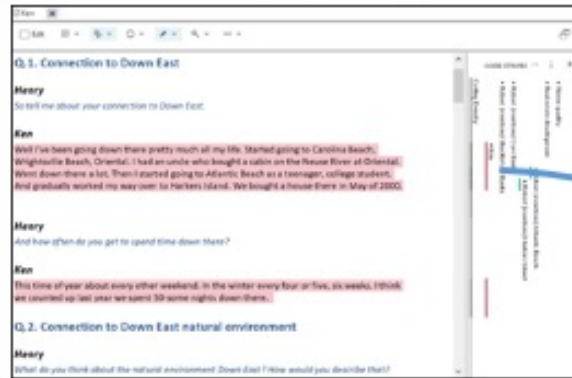 Ken
Edit
Q.1. Connection to Down East
Henry
So tell me about your connection to Down East.
Ken
Well I've been going down there pretty much all my life. Started going to Carolina Beach,
Wrightsville Beach, Oriental. I had an uncle who bought a cabin on the Neuse River at Oriental.
Went down there a lot. Then I started going to Atlantic Beach as a teenager, college student.
And gradually worked my way over to Harkers Island. We bought a house there in May of 2000.
Henry
And how often do you get to spend time down there?
Ken
This time of year about every other weekend. In the winter every four or five, six weeks. I think
we counted up last year we spent 50-some nights down there.
Q.2. Connection to Down East natural environment
Henry
What do you think about the natural environment Down East? How would you describe that?
Coding Density